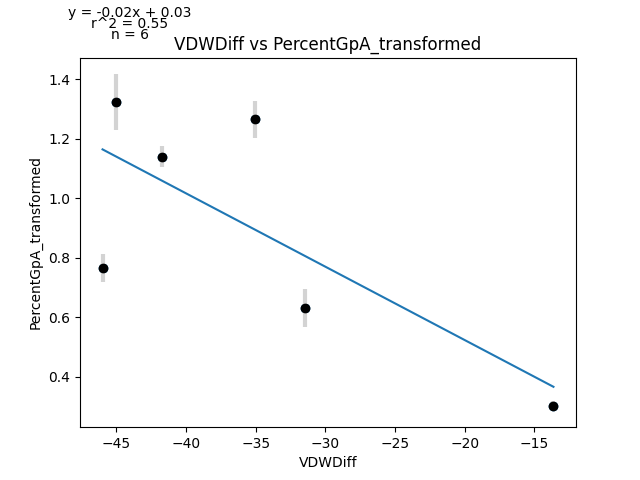 y = -0.02x + 0.03
r^2 = 0.55
n = 6
VDWDiff vs PercentGpA_transformed
PercentGpA_transformed
1.4
1.2
1.0
0.8
0.6
0.4
−45 −40 −35 −30 −25 −20 −15
VDWDiff